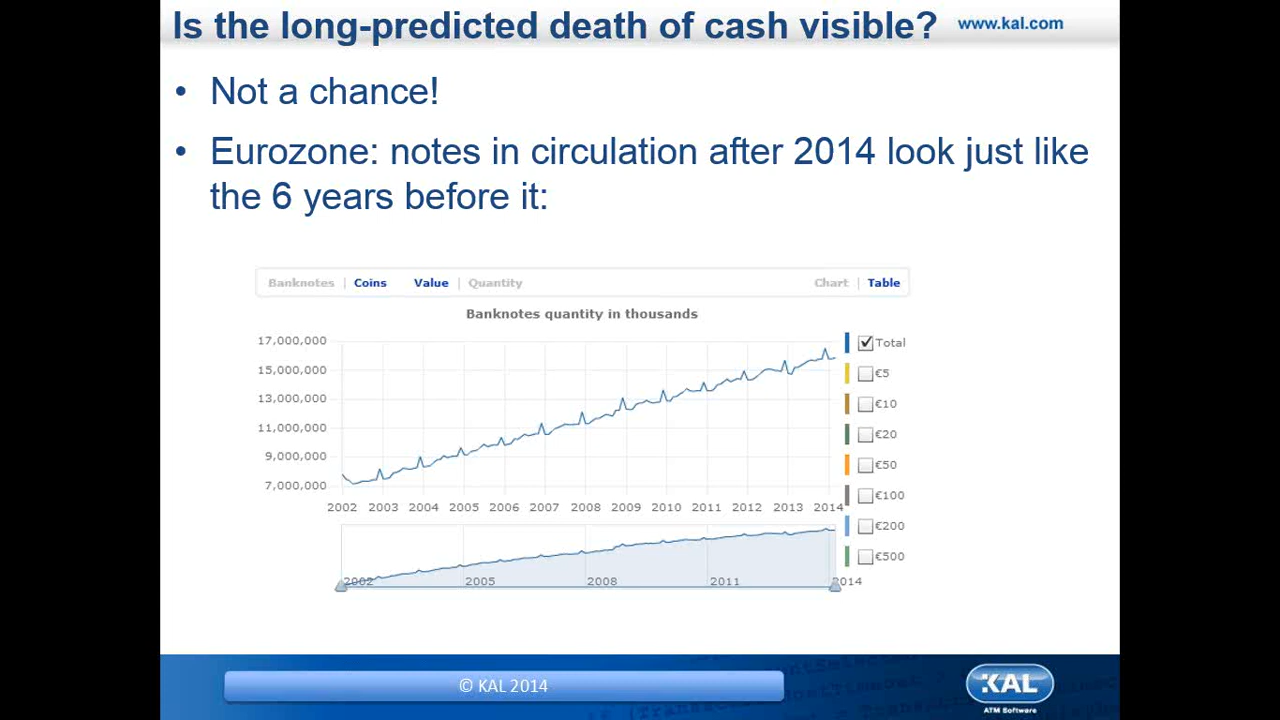 Is the long-predicted death of cash visible? www.kal.com
• Not a chance!
• Eurozone: notes in circulation after 2014 look just like
the 6 years before it:
Banknotes | Coins Value | Quantity Chart | Table
Banknotes quantity in thousands
17,000,000
15,000,000
13,000,000
11,000,000
9,000,000
7,000,000
2002 2003 2004 2005 2006 2007 2008 2009 2010 2011 2012 2013 2014
Total
€5
€10
€20
€50
€100
€200
€500
2002 2005 2008 2011 2014
© KAL 2014
KAL
ATM Software